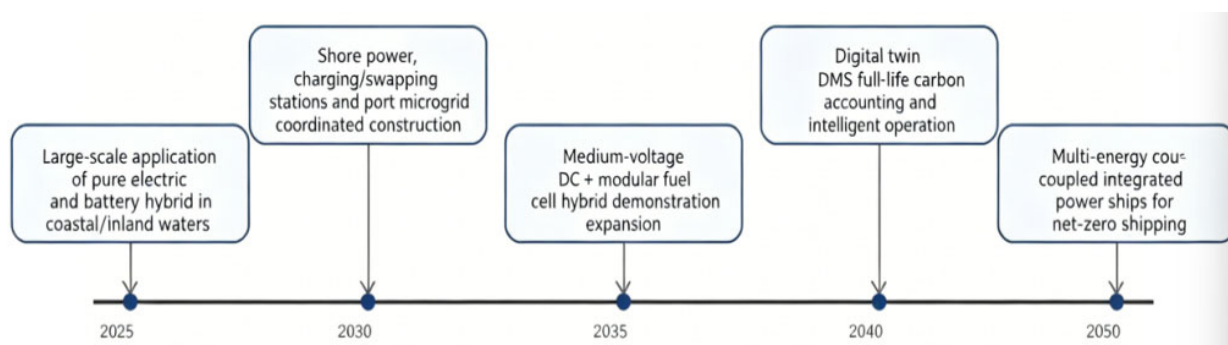 Large-scale application
of pure electric
and battery hybrid in
coastal/inland waters
Shore power,
charging/swapping
stations and port microgrid
coordinated construction
Medium-voltage
DC + modular fuel
cell hybrid demonstration
expansion
Digital twin
DMS full-life carbon
accounting and
intelligent operation
Multi-energy cou-
coupled integrated
power ships for
net-zero shipping
2025
2030
2035
2040
2050